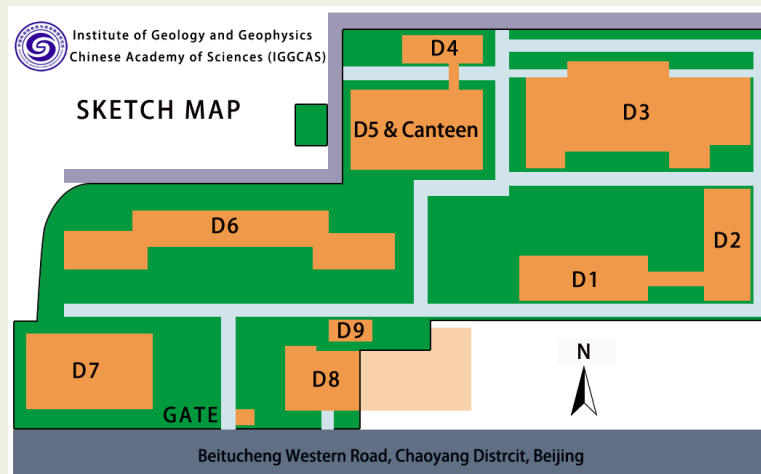 Institute of Geology and Geophysics
Chinese Academy of Sciences (IGGCAS)
SKETCH MAP
D4
D5 & Canteen
D3
D6
D2
D1
D9
D7
D8
N
GATE
Beitucheng Western Road, Chaoyang Distrcit, Beijing